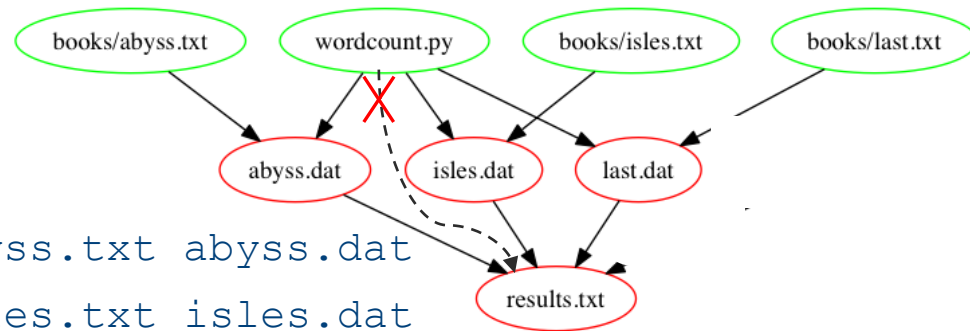 books/abyss.txt wordcount.py books/isles.txt books/last.txt
abyss.dat isles.dat last.dat
ss.txt abyss.dat
es.txt isles.dat
results.txt